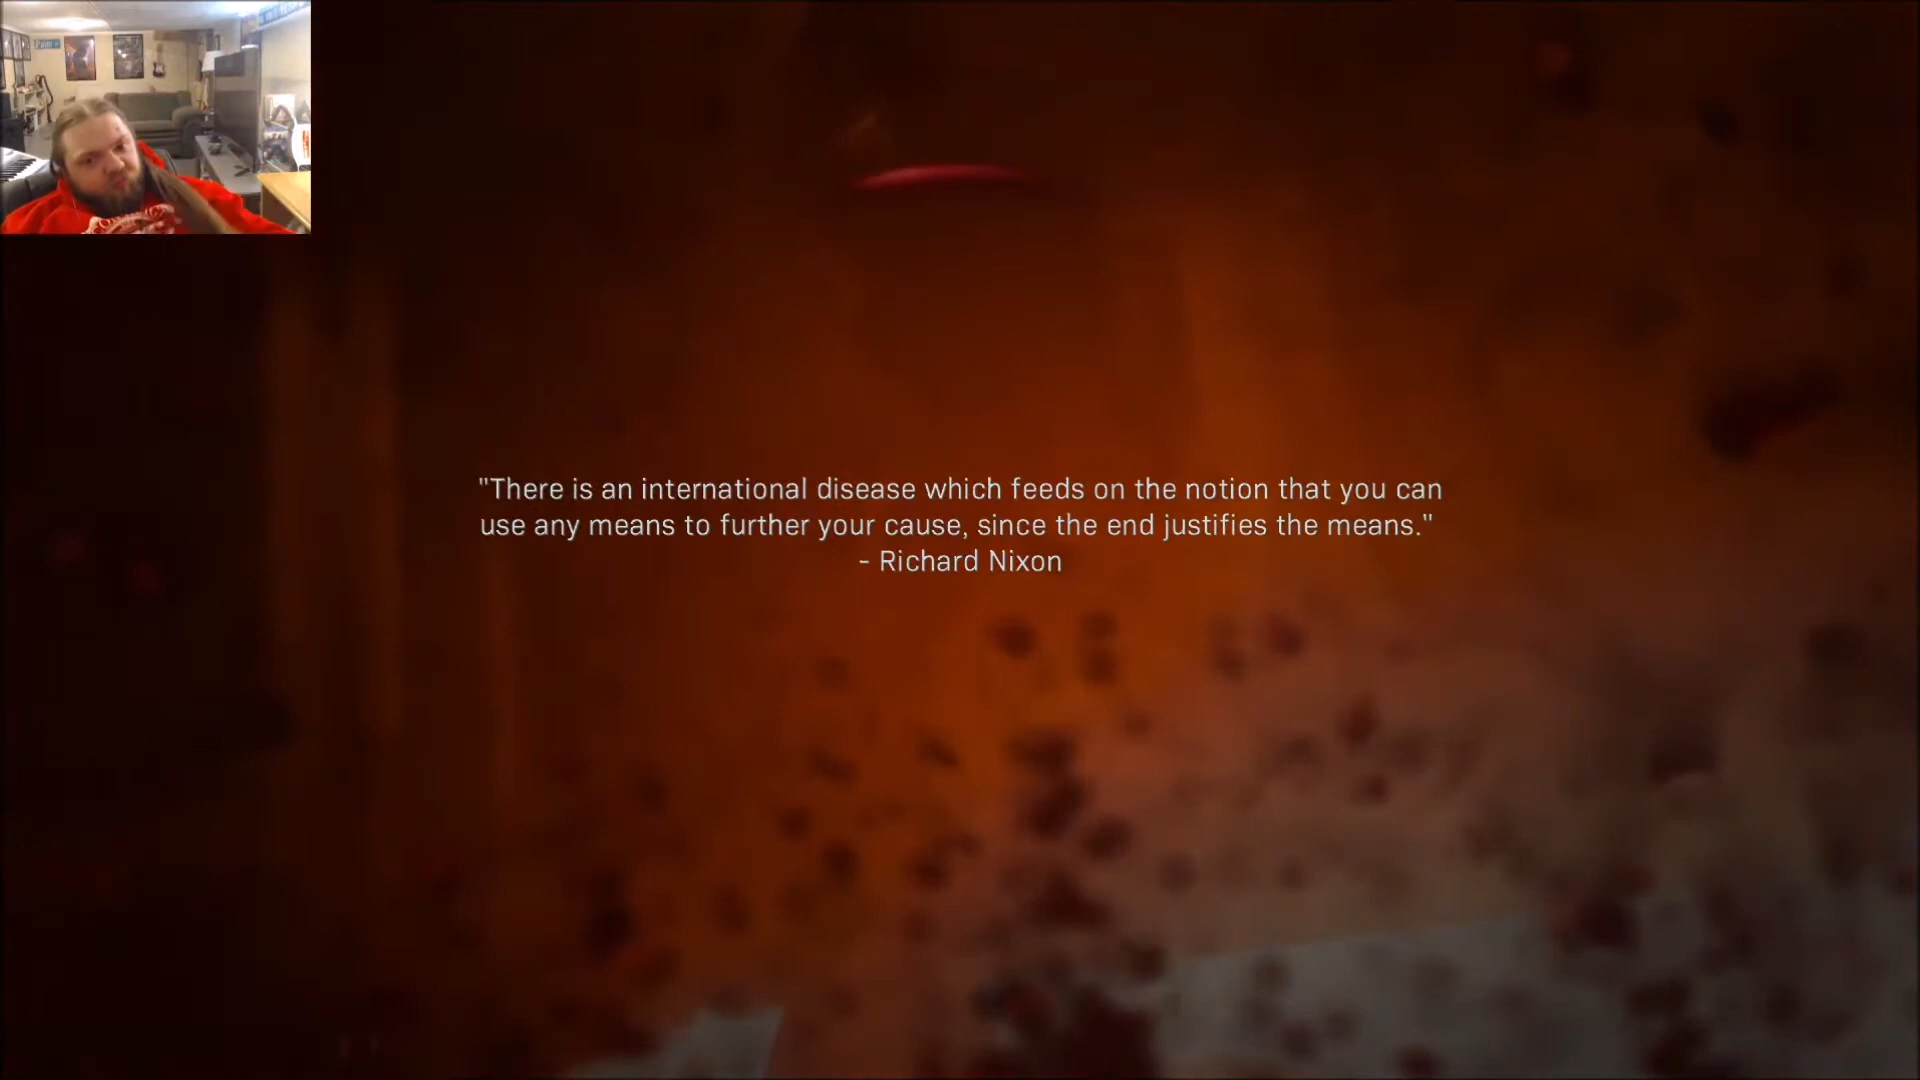 "There is an international disease which feeds on the notion that you can
use any means to further your cause, since the end justifies the means."
- Richard Nixon